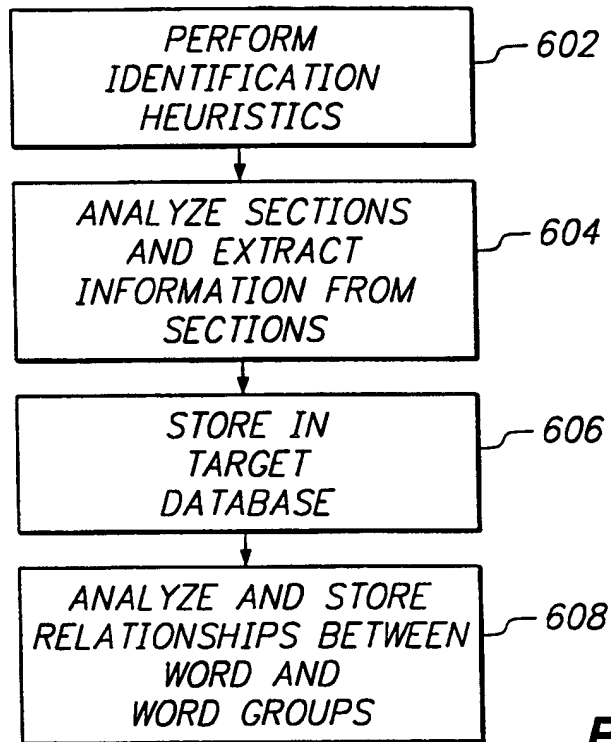 PERFORM
IDENTIFICATION
HEURISTICS
602
ANALYZE SECTIONS
AND EXTRACT
INFORMATION FROM
SECTIONS
604
STORE IN
TARGET
DATABASE
606
ANALYZE AND STORE
RELATIONSHIPS BETWEEN
WORD AND
WORD GROUPS
608